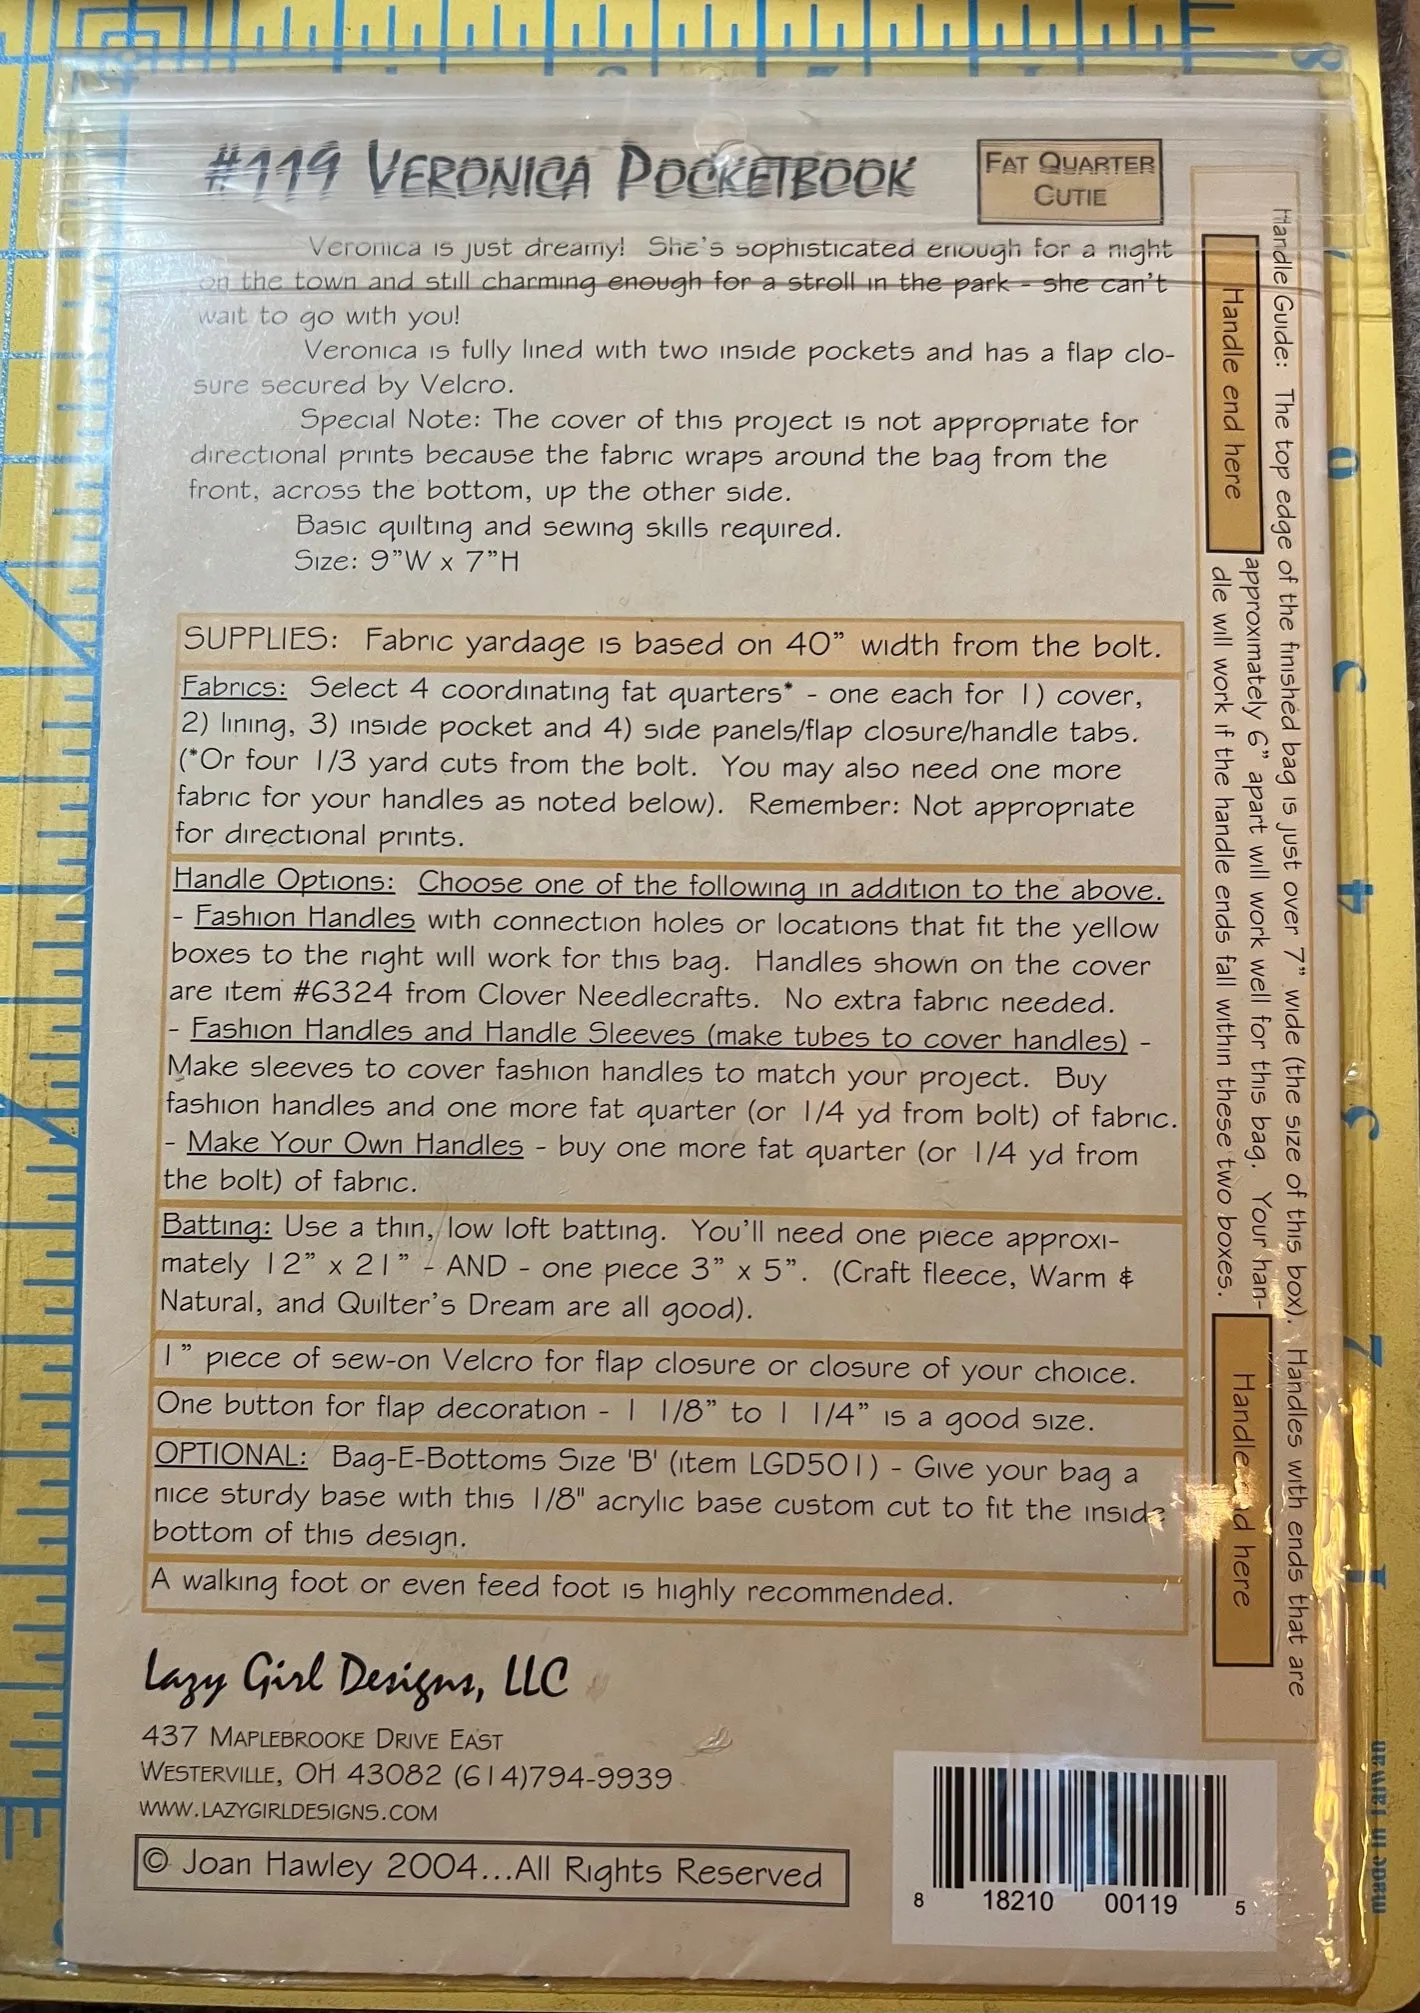 #119 VERONICA POCKETBOOK
FAT QUARTER
CUTIE
Veronica is just dreamy! She's sophisticated enough for a night
on the town and still charming enough for a stroll in the park - she can't
wait to go with you!
Veronica is fully lined with two inside pockets and has a flap clo-
sure secured by Velcro.
Special Note: The cover of this project is not appropriate for
directional prints because the fabric wraps around the bag from the
front, across the bottom, up the other side.
Basic quilting and sewing skills required.
Size: 9"W x 7"H
SUPPLIES: Fabric yardage is based on 40" width from the bolt.
Fabrics: Select 4 coordinating fat quarters* - one each for 1) cover,
2) lining, 3) inside pocket and 4) side panels/flap closure/handle tabs.
(*Or four 1/3 yard cuts from the bolt. You may also need one more
fabric for your handles as noted below). Remember: Not appropriate
for directional prints.
Handle Options: Choose one of the following in addition to the above.
- Fashion Handles with connection holes or locations that fit the yellow
boxes to the right will work for this bag. Handles shown on the cover
are item #6324 from Clover Needlecrafts. No extra fabric needed.
- Fashion Handles and Handle Sleeves (make tubes to cover handles) -
Make sleeves to cover fashion handles to match your project. Buy
fashion handles and one more fat quarter (or 1/4 yd from bolt) of fabric.
- Make Your Own Handles - buy one more fat quarter (or 1/4 yd from
the bolt) of fabric.
Batting: Use a thin, low loft batting. You'll need one piece approxi-
mately 12" x 21" - AND - one piece 3" x 5". (Craft fleece, Warm &
Natural, and Quilter's Dream are all good).
1" piece of sew-on Velcro for flap closure or closure of your choice.
One button for flap decoration - 1 1/8" to 1 1/4" is a good size.
OPTIONAL: Bag-E-Bottoms Size 'B' (item LGD501) - Give your bag a
nice sturdy base with this 1/8" acrylic base custom cut to fit the inside
bottom of this design.
A walking foot or even feed foot is highly recommended.
Lazy Girl Designs, LLC
437 MAPLEBROOKE DRIVE EAST
WESTERVILLE, OH 43082 (614)794-9939
WWW.LAZYGIRLDESIGNS.COM
© Joan Hawley 2004...All Rights Reserved
8 18210 00119 5
Handle Guide: The top edge of the finished bag is just over 7" wide (the size of this box). Handles with ends that are
approximately 6" apart will work well for this bag. Your han-
dle will work if the handle ends fall within these two boxes.
Handle end here
Handle end here
8
6
5
4
7
1
Made in Taiwan